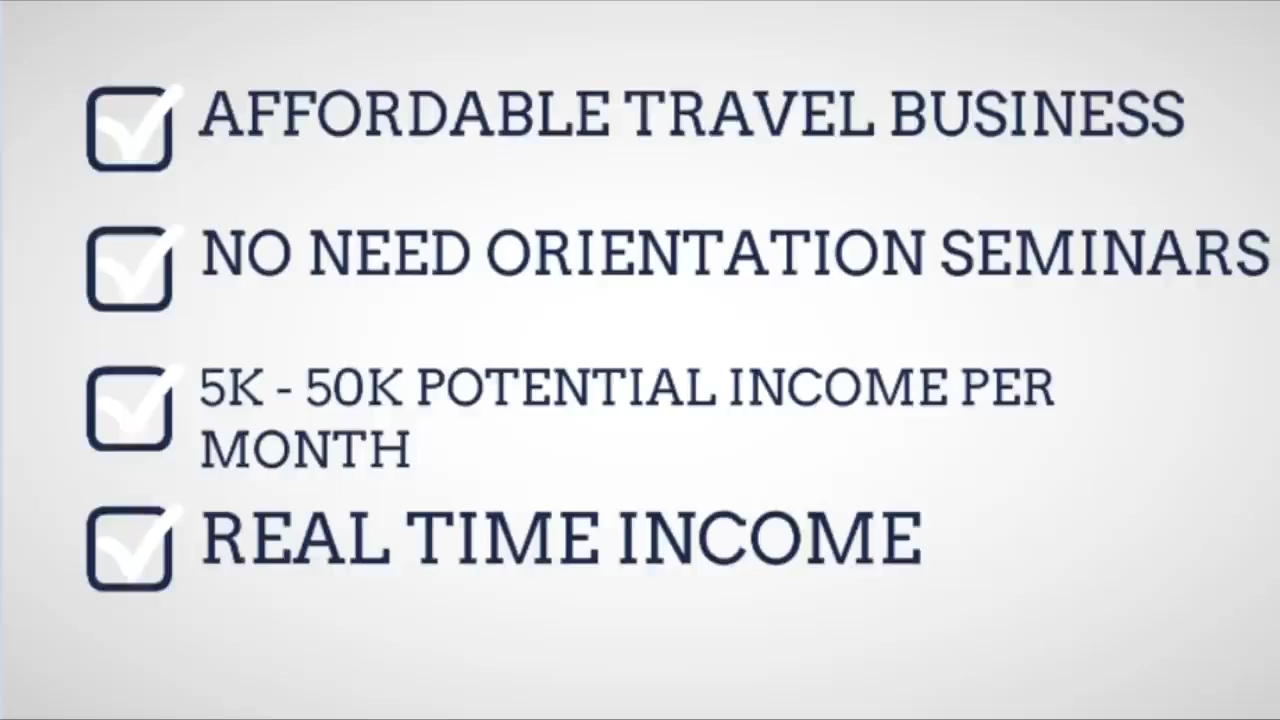 AFFORDABLE TRAVEL BUSINESS
NO NEED ORIENTATION SEMINARS
5K - 50K POTENTIAL INCOME PER
MONTH
REAL TIME INCOME